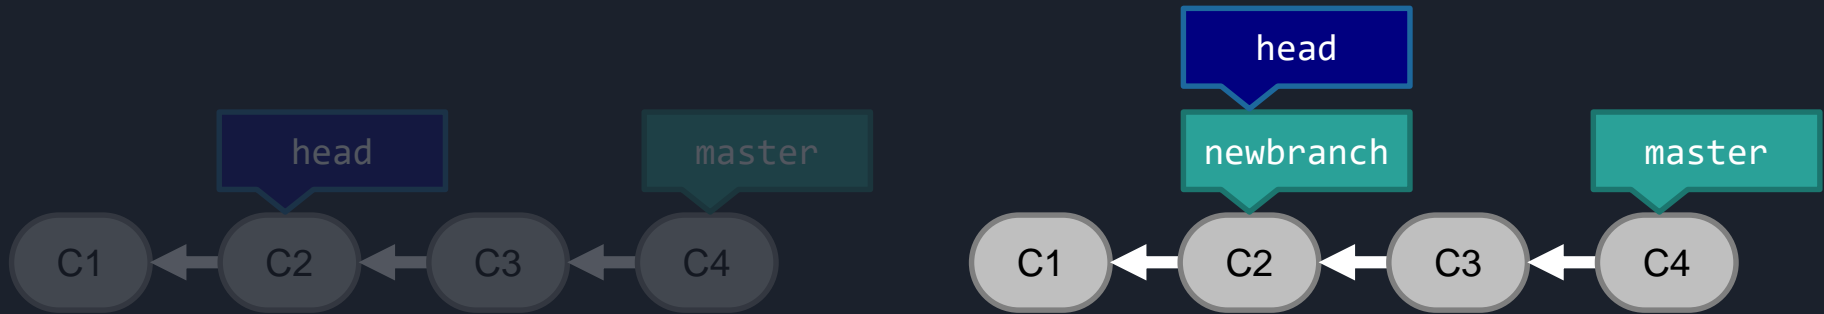 head
master
C1 C2 C3 C4
head
newbranch
master
C1 C2 C3 C4